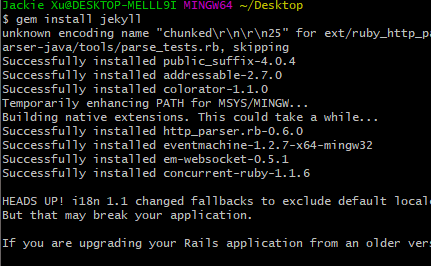 Jackie Xu@DESKTOP-MELLL9I MINGW64 ~/Desktop
$ gem install jekyll
unknown encoding name "chunked\r\n\r\n25" for ext/ruby_http_pa
arser-java/tools/parse_tests.rb, skipping
Successfully installed public_suffix-4.0.4
Successfully installed addressable-2.7.0
Successfully installed colorator-1.1.0
Temporarily enhancing PATH for MSYS/MINGW...
Building native extensions. This could take a while...
Successfully installed http_parser.rb-0.6.0
Successfully installed eventmachine-1.2.7-x64-mingw32
Successfully installed em-websocket-0.5.1
Successfully installed concurrent-ruby-1.1.6
HEADS UP! i18n 1.1 changed fallbacks to exclude default local
But that may break your application.
If you are upgrading your Rails application from an older vers